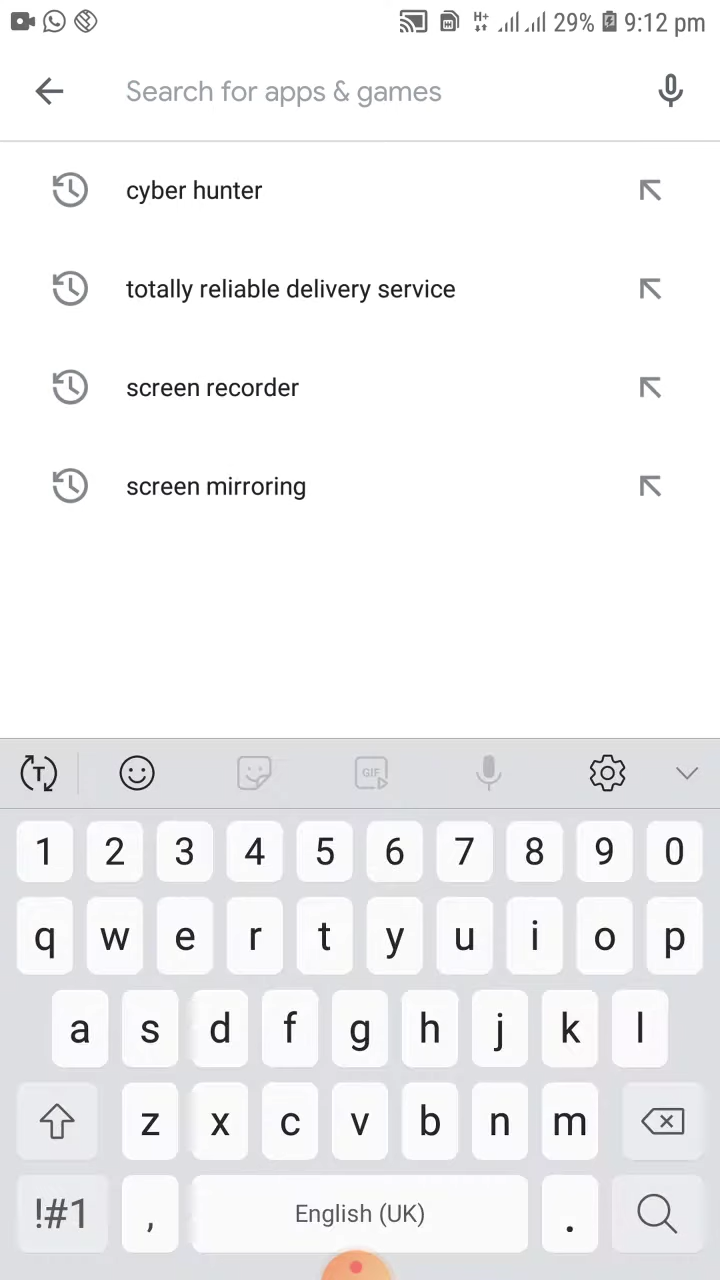 H+ 29% 9:12 pm
Search for apps & games
cyber hunter
totally reliable delivery service
screen recorder
screen mirroring
T GIF
1 2 3 4 5 6 7 8 9 0
q w e r t y u i o p
a s d f g h j k l
z x c v b n m
!#1 , English (UK) .